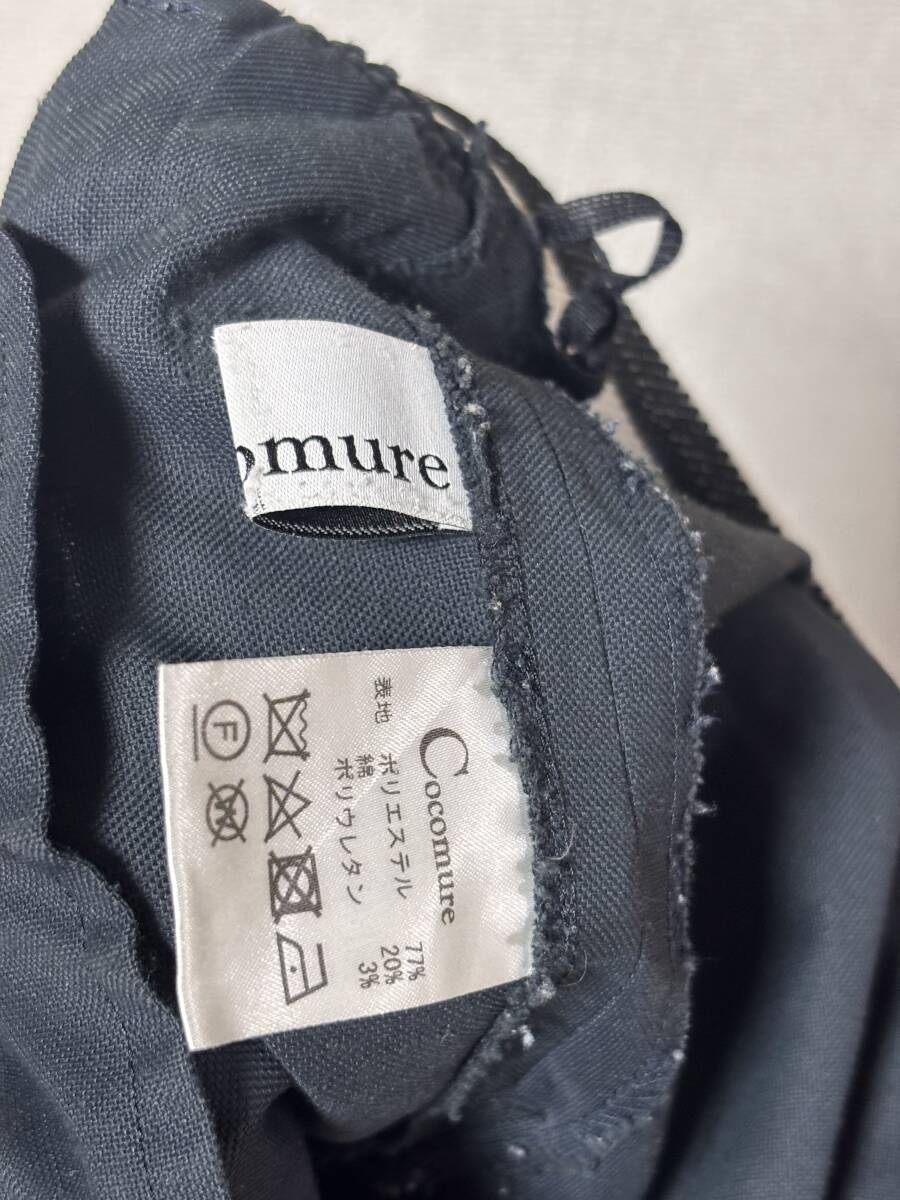 omure
Cocomure
表地 ポリエステル 77%
綿 20%
ポリウレタン 3%
F
W